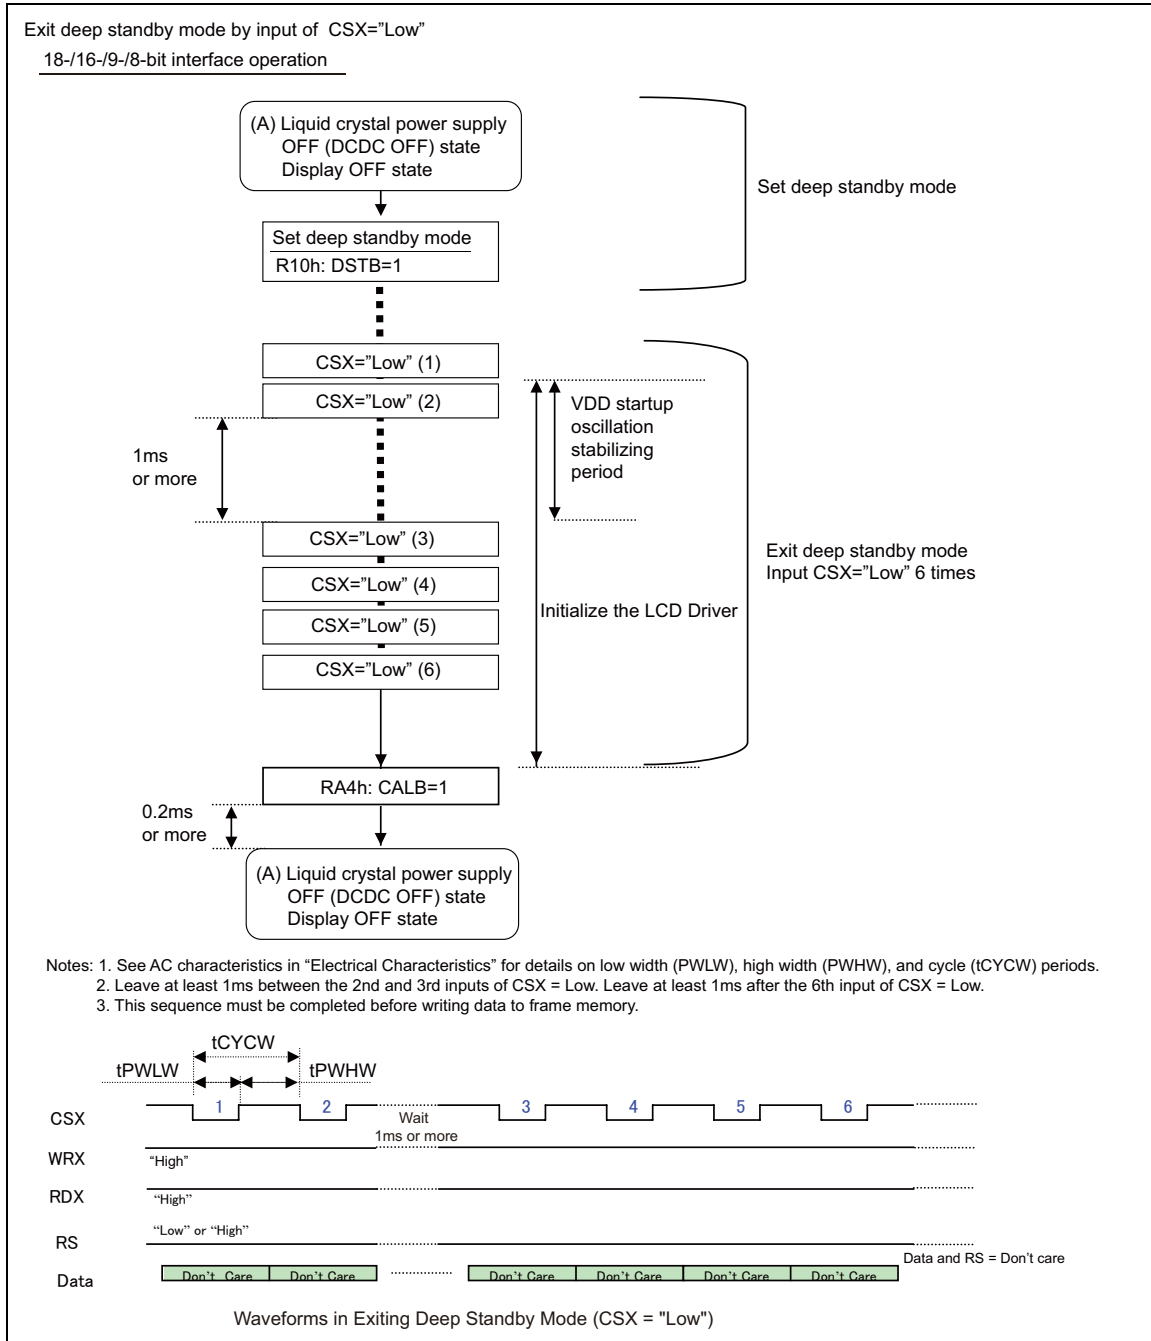 Exit deep standby mode by input of CSX="Low"
18-/16-/9-/8-bit interface operation
(A) Liquid crystal power supply
OFF (DCDC OFF) state
Display OFF state
Set deep standby mode
Set deep standby mode
R10h: DSTB=1
CSX="Low" (1)
CSX="Low" (2)
VDD startup
oscillation
stabilizing
period
1ms
or more
CSX="Low" (3)
CSX="Low" (4)
CSX="Low" (5)
CSX="Low" (6)
Initialize the LCD Driver
Exit deep standby mode
Input CSX="Low" 6 times
RA4h: CALB=1
0.2ms
or more
(A) Liquid crystal power supply
OFF (DCDC OFF) state
Display OFF state
Notes: 1. See AC characteristics in "Electrical Characteristics" for details on low width (PWLW), high width (PWHW), and cycle (tCYCW) periods.
2. Leave at least 1ms between the 2nd and 3rd inputs of CSX = Low. Leave at least 1ms after the 6th input of CSX = Low.
3. This sequence must be completed before writing data to frame memory.
tCYCW
tPWLW tPWHW
CSX 1 2 3 4 5 6
Wait
1ms or more
WRX "High"
RDX "High"
RS "Low" or "High"
Data and RS = Don't care
Data Don't Care Don't Care Don't Care Don't Care Don't Care Don't Care
Waveforms in Exiting Deep Standby Mode (CSX = "Low")